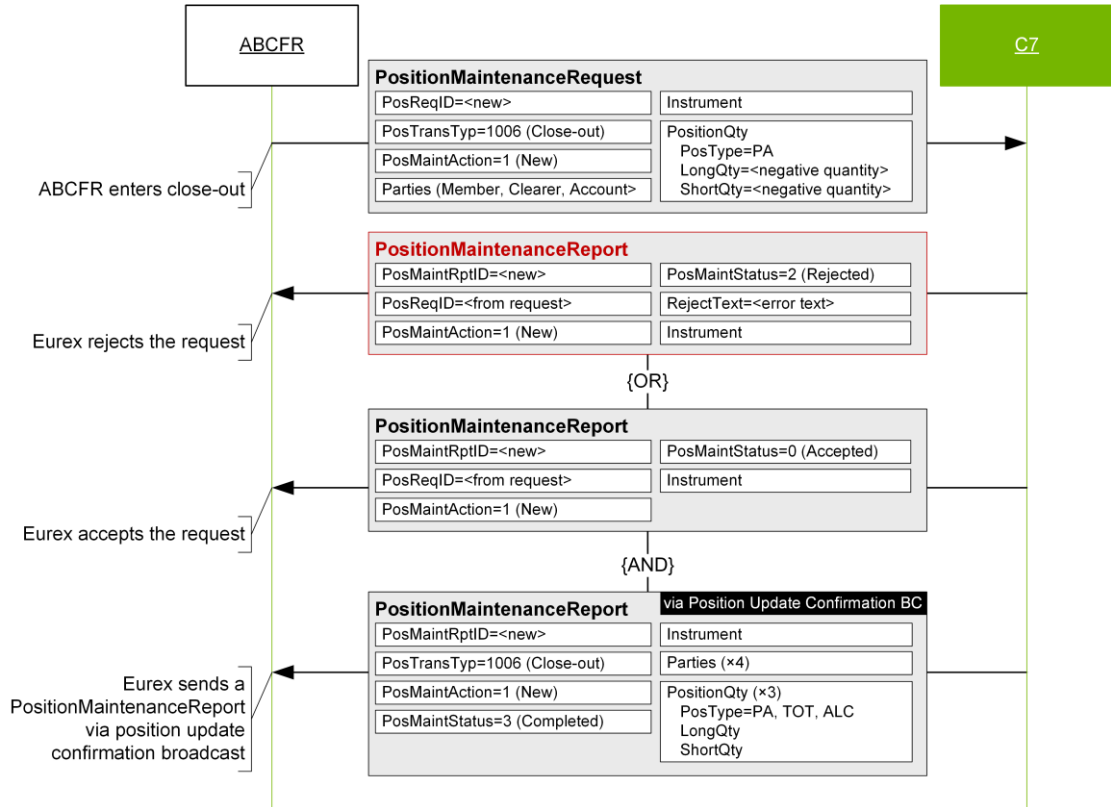 ABCFR
C7
PositionMaintenanceRequest
PosReqID=<new>
Instrument
PosTransTyp=1006 (Close-out)
PositionQty
PosType=PA
LongQty=<negative quantity>
ShortQty=<negative quantity>
PosMaintAction=1 (New)
Parties (Member, Clearer, Account>
ABCFR enters close-out
PositionMaintenanceReport
PosMaintRptID=<new>
PosMaintStatus=2 (Rejected)
PosReqID=<from request>
RejectText=<error text>
PosMaintAction=1 (New)
Instrument
Eurex rejects the request
{OR}
PositionMaintenanceReport
PosMaintRptID=<new>
PosMaintStatus=0 (Accepted)
PosReqID=<from request>
Instrument
PosMaintAction=1 (New)
Eurex accepts the request
{AND}
PositionMaintenanceReport
via Position Update Confirmation BC
PosMaintRptID=<new>
Instrument
PosTransTyp=1006 (Close-out)
Parties (×4)
PosMaintAction=1 (New)
PositionQty (×3)
PosType=PA, TOT, ALC
LongQty
ShortQty
PosMaintStatus=3 (Completed)
Eurex sends a
PositionMaintenanceReport
via position update
confirmation broadcast